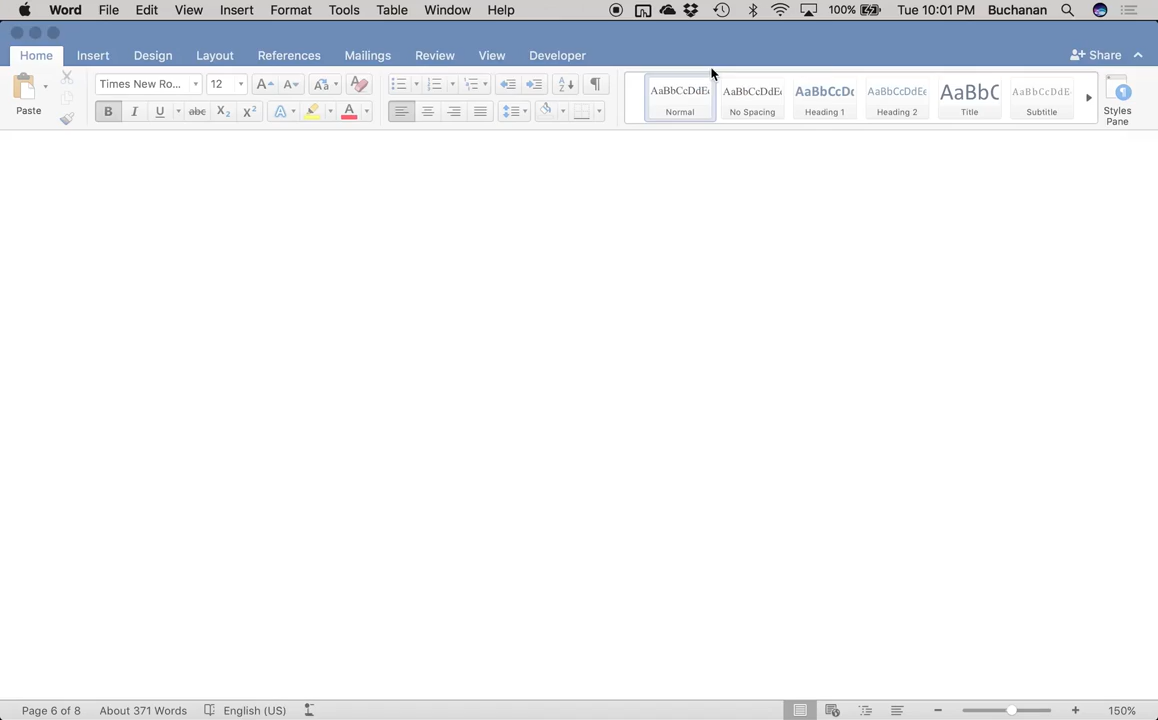 Word File Edit View Insert Format Tools Table Window Help 100% Tue 10:01 PM Buchanan
Home Insert Design Layout References Mailings Review View Developer Share
Times New Ro... 12
AaBbCcDdEe AaBbCcDdEe AaBbCcDc AaBbCcDdEe AaBbC AaBbCcDdE
Paste B I U abc X₂ X² A A Normal No Spacing Heading 1 Heading 2 Title Subtitle Styles
Pane
Page 6 of 8 About 371 Words English (US) 150%